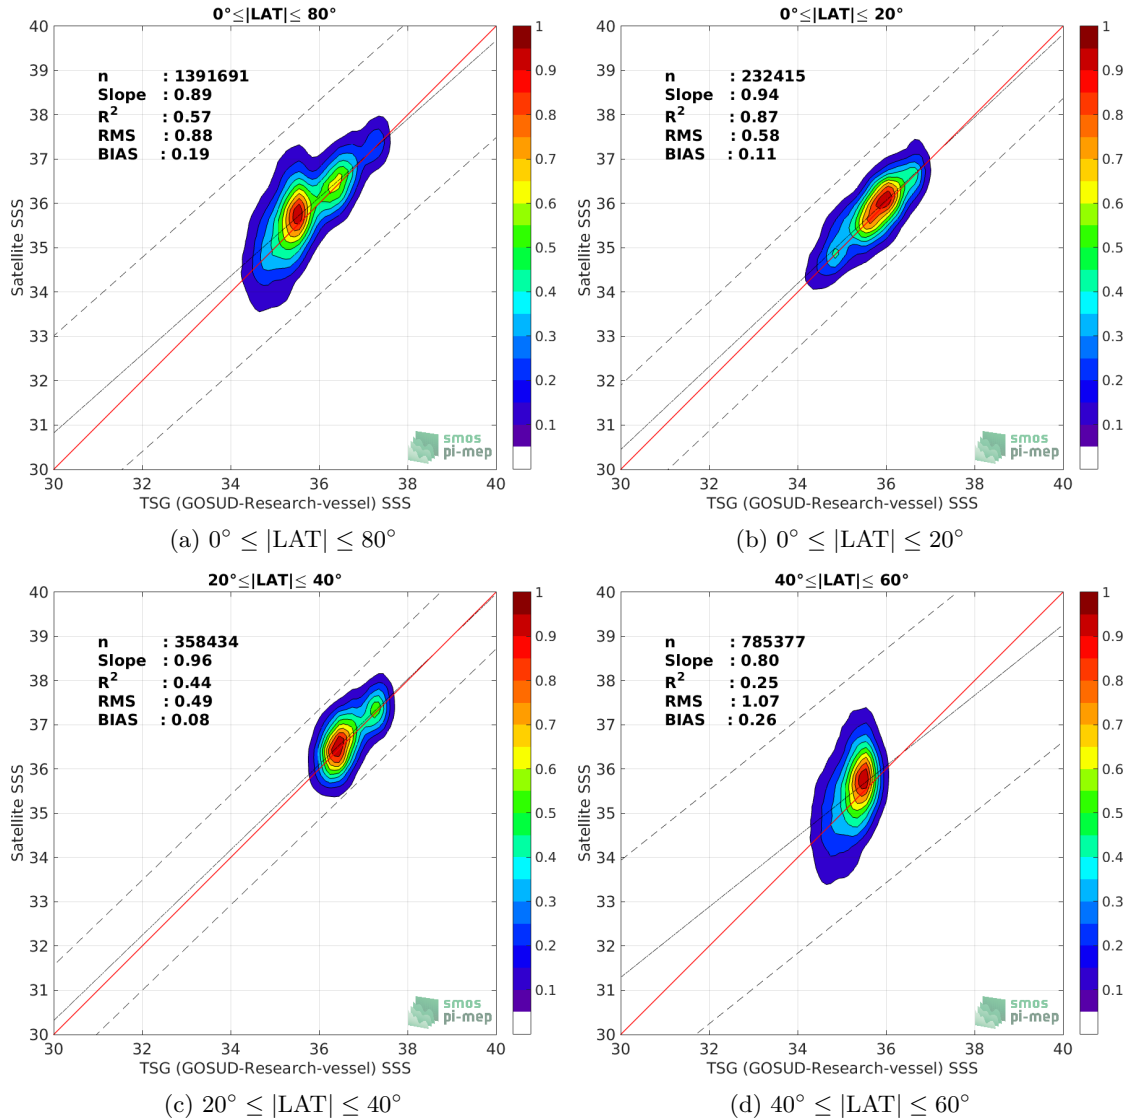 0°≤|LAT|≤ 80°
n : 1391691
Slope : 0.89
R² : 0.57
RMS : 0.88
BIAS : 0.19
Satellite SSS
40
39
38
37
36
35
34
33
32
31
30
30 32 34 36 38 40
TSG (GOSUD-Research-vessel) SSS
1
0.9
0.8
0.7
0.6
0.5
0.4
0.3
0.2
0.1
smos
pi-mep
(a) 0° ≤ |LAT| ≤ 80°
0°≤|LAT|≤ 20°
n : 232415
Slope : 0.94
R² : 0.87
RMS : 0.58
BIAS : 0.11
Satellite SSS
40
39
38
37
36
35
34
33
32
31
30
30 32 34 36 38 40
TSG (GOSUD-Research-vessel) SSS
1
0.9
0.8
0.7
0.6
0.5
0.4
0.3
0.2
0.1
smos
pi-mep
(b) 0° ≤ |LAT| ≤ 20°
20°≤|LAT|≤ 40°
n : 358434
Slope : 0.96
R² : 0.44
RMS : 0.49
BIAS : 0.08
Satellite SSS
40
39
38
37
36
35
34
33
32
31
30
30 32 34 36 38 40
TSG (GOSUD-Research-vessel) SSS
1
0.9
0.8
0.7
0.6
0.5
0.4
0.3
0.2
0.1
smos
pi-mep
(c) 20° ≤ |LAT| ≤ 40°
40°≤|LAT|≤ 60°
n : 785377
Slope : 0.80
R² : 0.25
RMS : 1.07
BIAS : 0.26
Satellite SSS
40
39
38
37
36
35
34
33
32
31
30
30 32 34 36 38 40
TSG (GOSUD-Research-vessel) SSS
1
0.9
0.8
0.7
0.6
0.5
0.4
0.3
0.2
0.1
smos
pi-mep
(d) 40° ≤ |LAT| ≤ 60°